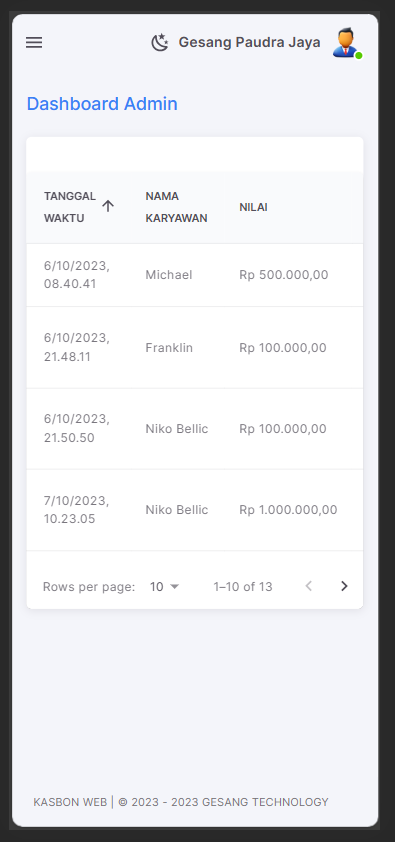 Gesang Paudra Jaya
Dashboard Admin
TANGGAL WAKTU NAMA KARYAWAN NILAI
6/10/2023, 08.40.41 Michael Rp 500.000,00
6/10/2023, 21.48.11 Franklin Rp 100.000,00
6/10/2023, 21.50.50 Niko Bellic Rp 100.000,00
7/10/2023, 10.23.05 Niko Bellic Rp 1.000.000,00
Rows per page: 10 1–10 of 13
KASBON WEB | © 2023 - 2023 GESANG TECHNOLOGY